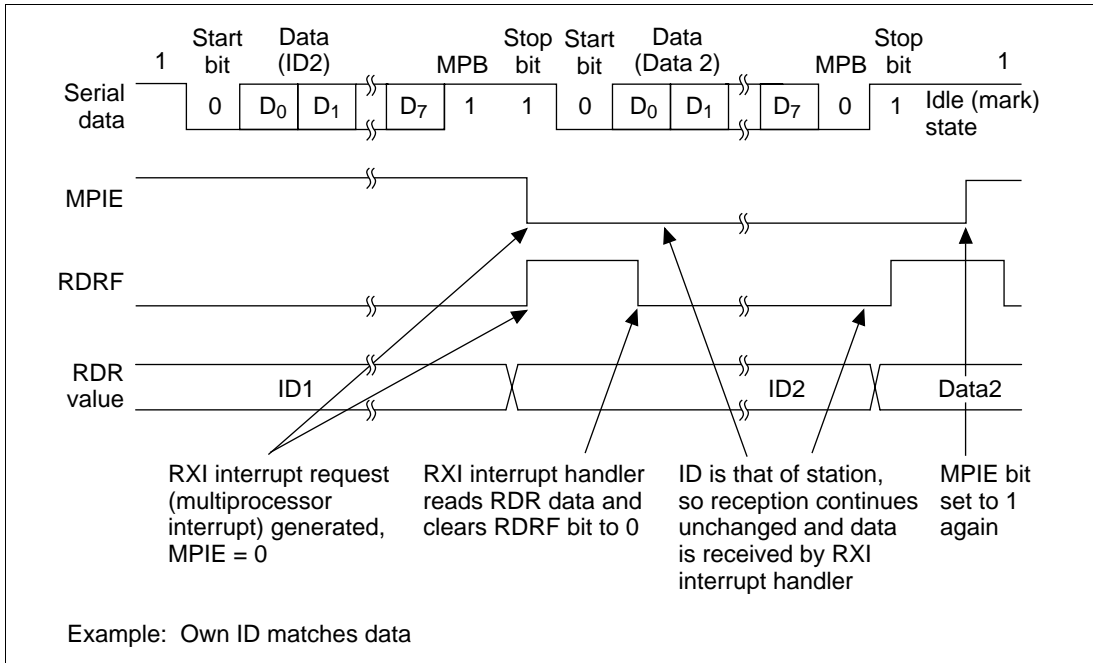 Start bit Data (ID2) MPB Stop bit Start bit Data (Data 2) MPB Stop bit
1 1
Serial data 0 D0 D1 D7 1 1 0 D0 D1 D7 0 1 Idle (mark) state
MPIE
RDRF
RDR value ID1 ID2 Data2
RXI interrupt request
(multiprocessor
interrupt) generated,
MPIE = 0
RXI interrupt handler
reads RDR data and
clears RDRF bit to 0
ID is that of station,
so reception continues
unchanged and data
is received by RXI
interrupt handler
MPIE bit
set to 1
again
Example: Own ID matches data